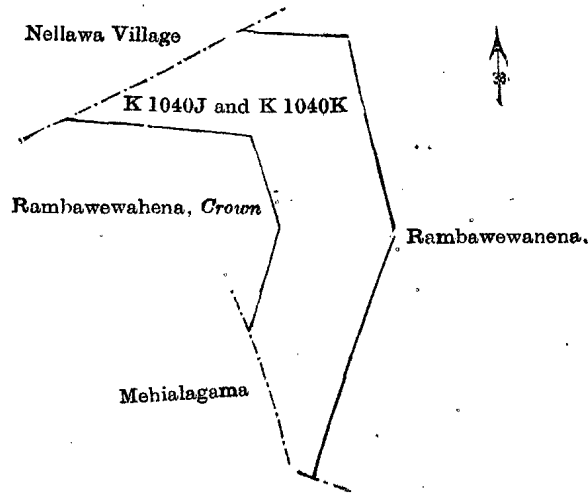 Nellawa Village
K 1040J and K 1040K
Rambawewahena, Crown
Rambawewanena.
Mehialagama